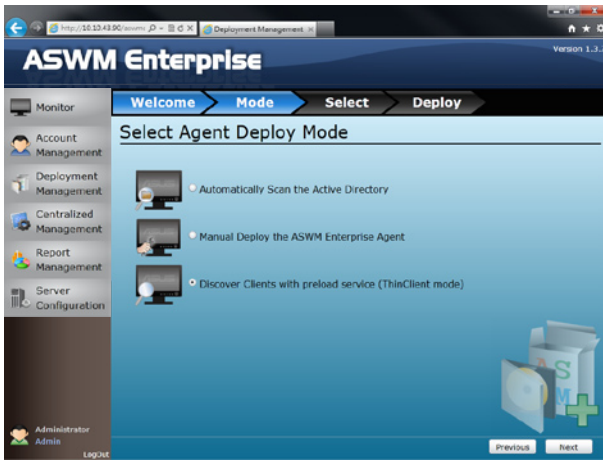 Deployment Management
ASWM Enterprise
Version 1.3.
Monitor
Welcome
Mode
Select
Deploy
Select Agent Deploy Mode
Account
Management
Deployment
Management
Centralized
Management
Report
Management
Server
Configuration
Automatically Scan the Active Directory
Manual Deploy the ASWM Enterprise Agent
Discover Clients with preload service (ThinClient mode)
A
S
W
M
Administrator
Admin
LogOut
Previous
Next